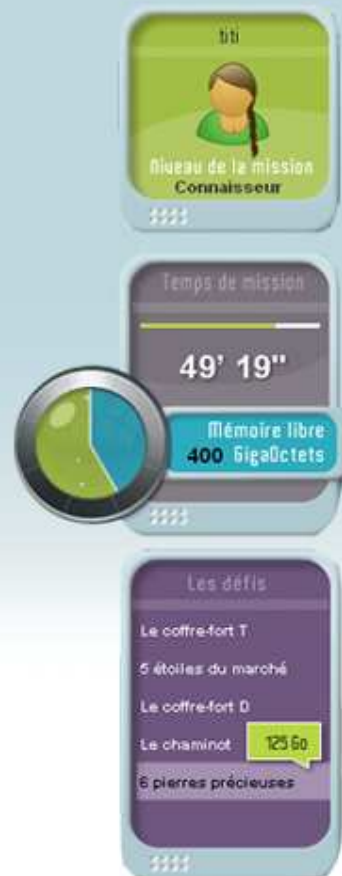 titi
Niveau de la mission
Connaisseur
Temps de mission
49' 19"
Mémoire libre
400 GigaOctets
Les défis
Le coffre-fort T
5 étoiles du marché
Le coffre-fort D
Le chaminot
125 Go
6 pierres précieuses